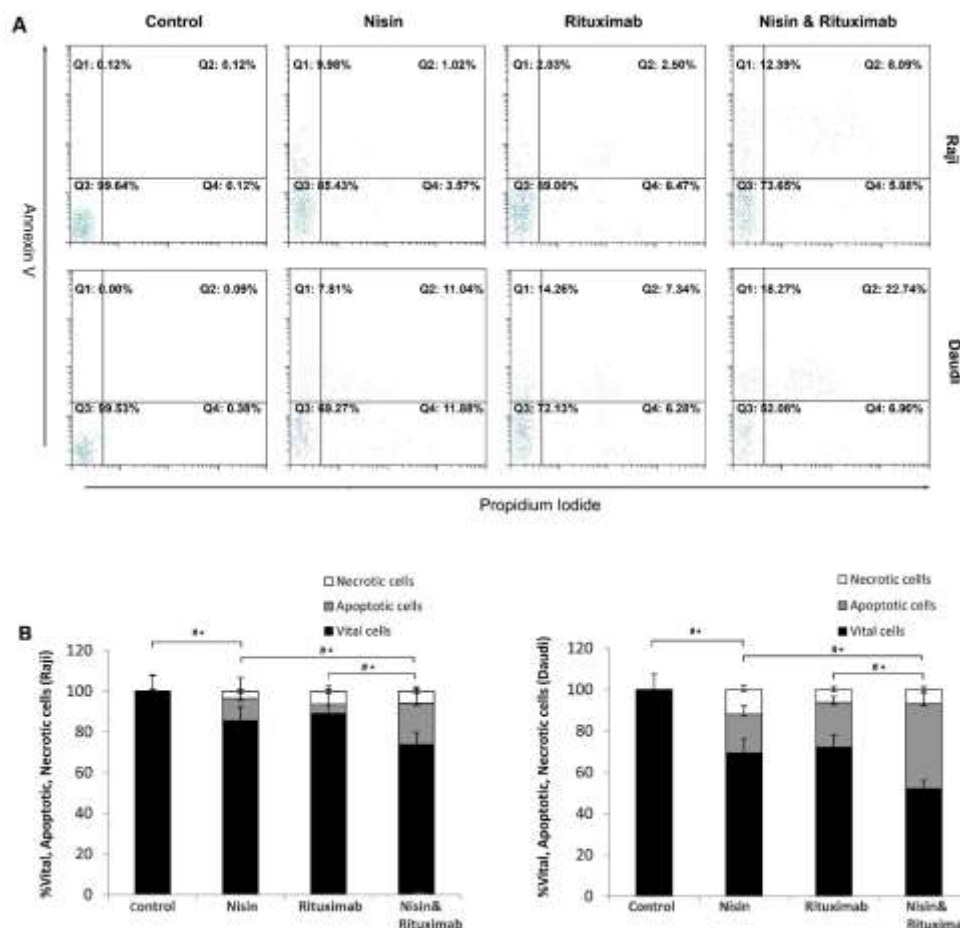 A
Control Nisin Rituximab Nisin & Rituximab
Q1: 0.12% Q2: 0.12% Q1: 9.98% Q2: 1.02% Q1: 2.03% Q2: 2.50% Q1: 12.39% Q2: 8.09%
Raji
Q3: 99.64% Q4: 0.12% Q3: 85.43% Q4: 3.57% Q3: 89.00% Q4: 6.47% Q3: 73.65% Q4: 5.88%
Annexin V
Q1: 0.00% Q2: 0.09% Q1: 7.81% Q2: 11.04% Q1: 14.26% Q2: 7.34% Q1: 18.27% Q2: 22.74%
Daudi
Q3: 99.53% Q4: 0.38% Q3: 69.27% Q4: 11.88% Q3: 72.13% Q4: 6.28% Q3: 52.08% Q4: 6.90%
Propidium Iodide
B
Necrotic cells
Apoptotic cells
Vital cells
%Vital, Apoptotic, Necrotic cells (Raji)
120
100
80
60
40
20
0
Control Nisin Rituximab Nisin&
Rituximab
Necrotic cells
Apoptotic cells
Vital cells
%Vital, Apoptotic, Necrotic cells (Daudi)
120
100
80
60
40
20
0
Control Nisin Rituximab Nisin&
Rituximab